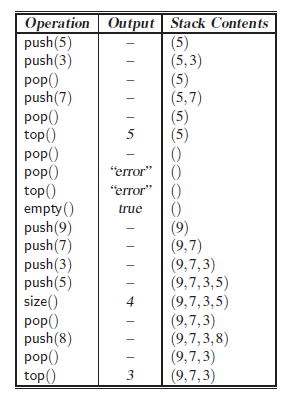 Operation Output Stack Contents
push(5) – (5)
push(3) – (5,3)
pop() – (5)
push(7) – (5,7)
pop() – (5)
top() 5 (5)
pop() – ()
pop() “error” ()
top() “error” ()
empty() true ()
push(9) – (9)
push(7) – (9,7)
push(3) – (9,7,3)
push(5) – (9,7,3,5)
size() 4 (9,7,3,5)
pop() – (9,7,3)
push(8) – (9,7,3,8)
pop() – (9,7,3)
top() 3 (9,7,3)